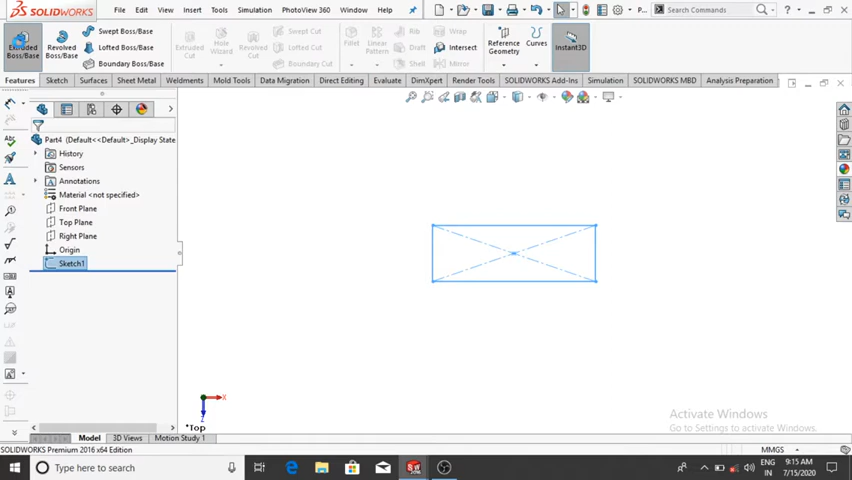 SOLIDWORKS
File
Edit
View
Insert
Tools
Simulation
PhotoView 360
Window
Search Commands
Extruded Boss/Base
Revolved Boss/Base
Swept Boss/Base
Lofted Boss/Base
Boundary Boss/Base
Extruded Cut
Hole Wizard
Revolved Cut
Swept Cut
Lofted Cut
Boundary Cut
Fillet
Linear Pattern
Rib
Draft
Shell
Wrap
Intersect
Mirror
Reference Geometry
Curves
Instant3D
Features
Sketch
Surfaces
Sheet Metal
Weldments
Mold Tools
Data Migration
Direct Editing
Evaluate
DimXpert
Render Tools
SOLIDWORKS Add-Ins
Simulation
SOLIDWORKS MBD
Analysis Preparation
Part4 (Default<<Default>_Display State
History
Sensors
Annotations
Material <not specified>
Front Plane
Top Plane
Right Plane
Origin
Sketch1
X
Z
*Top
Activate Windows
Go to Settings to activate Windows.
Model
3D Views
Motion Study 1
SOLIDWORKS Premium 2016 x64 Edition
MMGS
Type here to search
ENG
IN
9:15 AM
7/15/2020